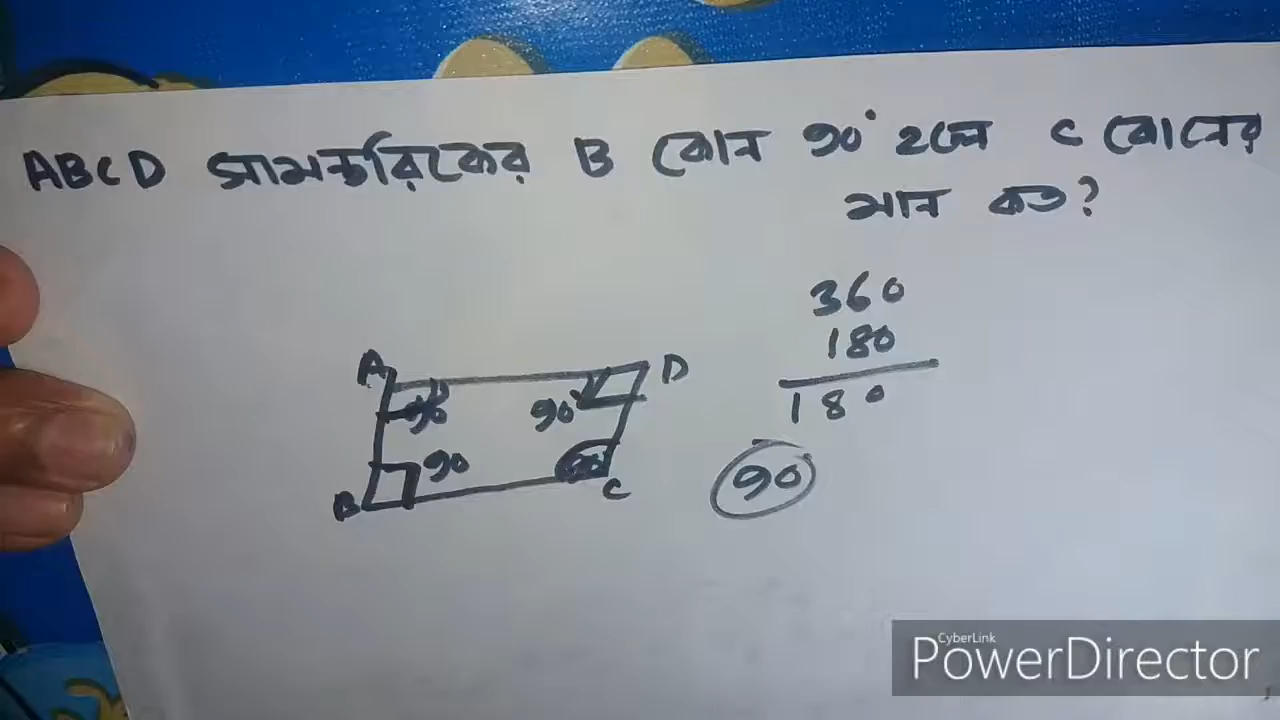 ABCD সামন্তরিকের B কোন 90° হলে C কোনের
মান কত?
360
180
180
A
D
90
90
90
B
C
90
CyberLink
PowerDirector